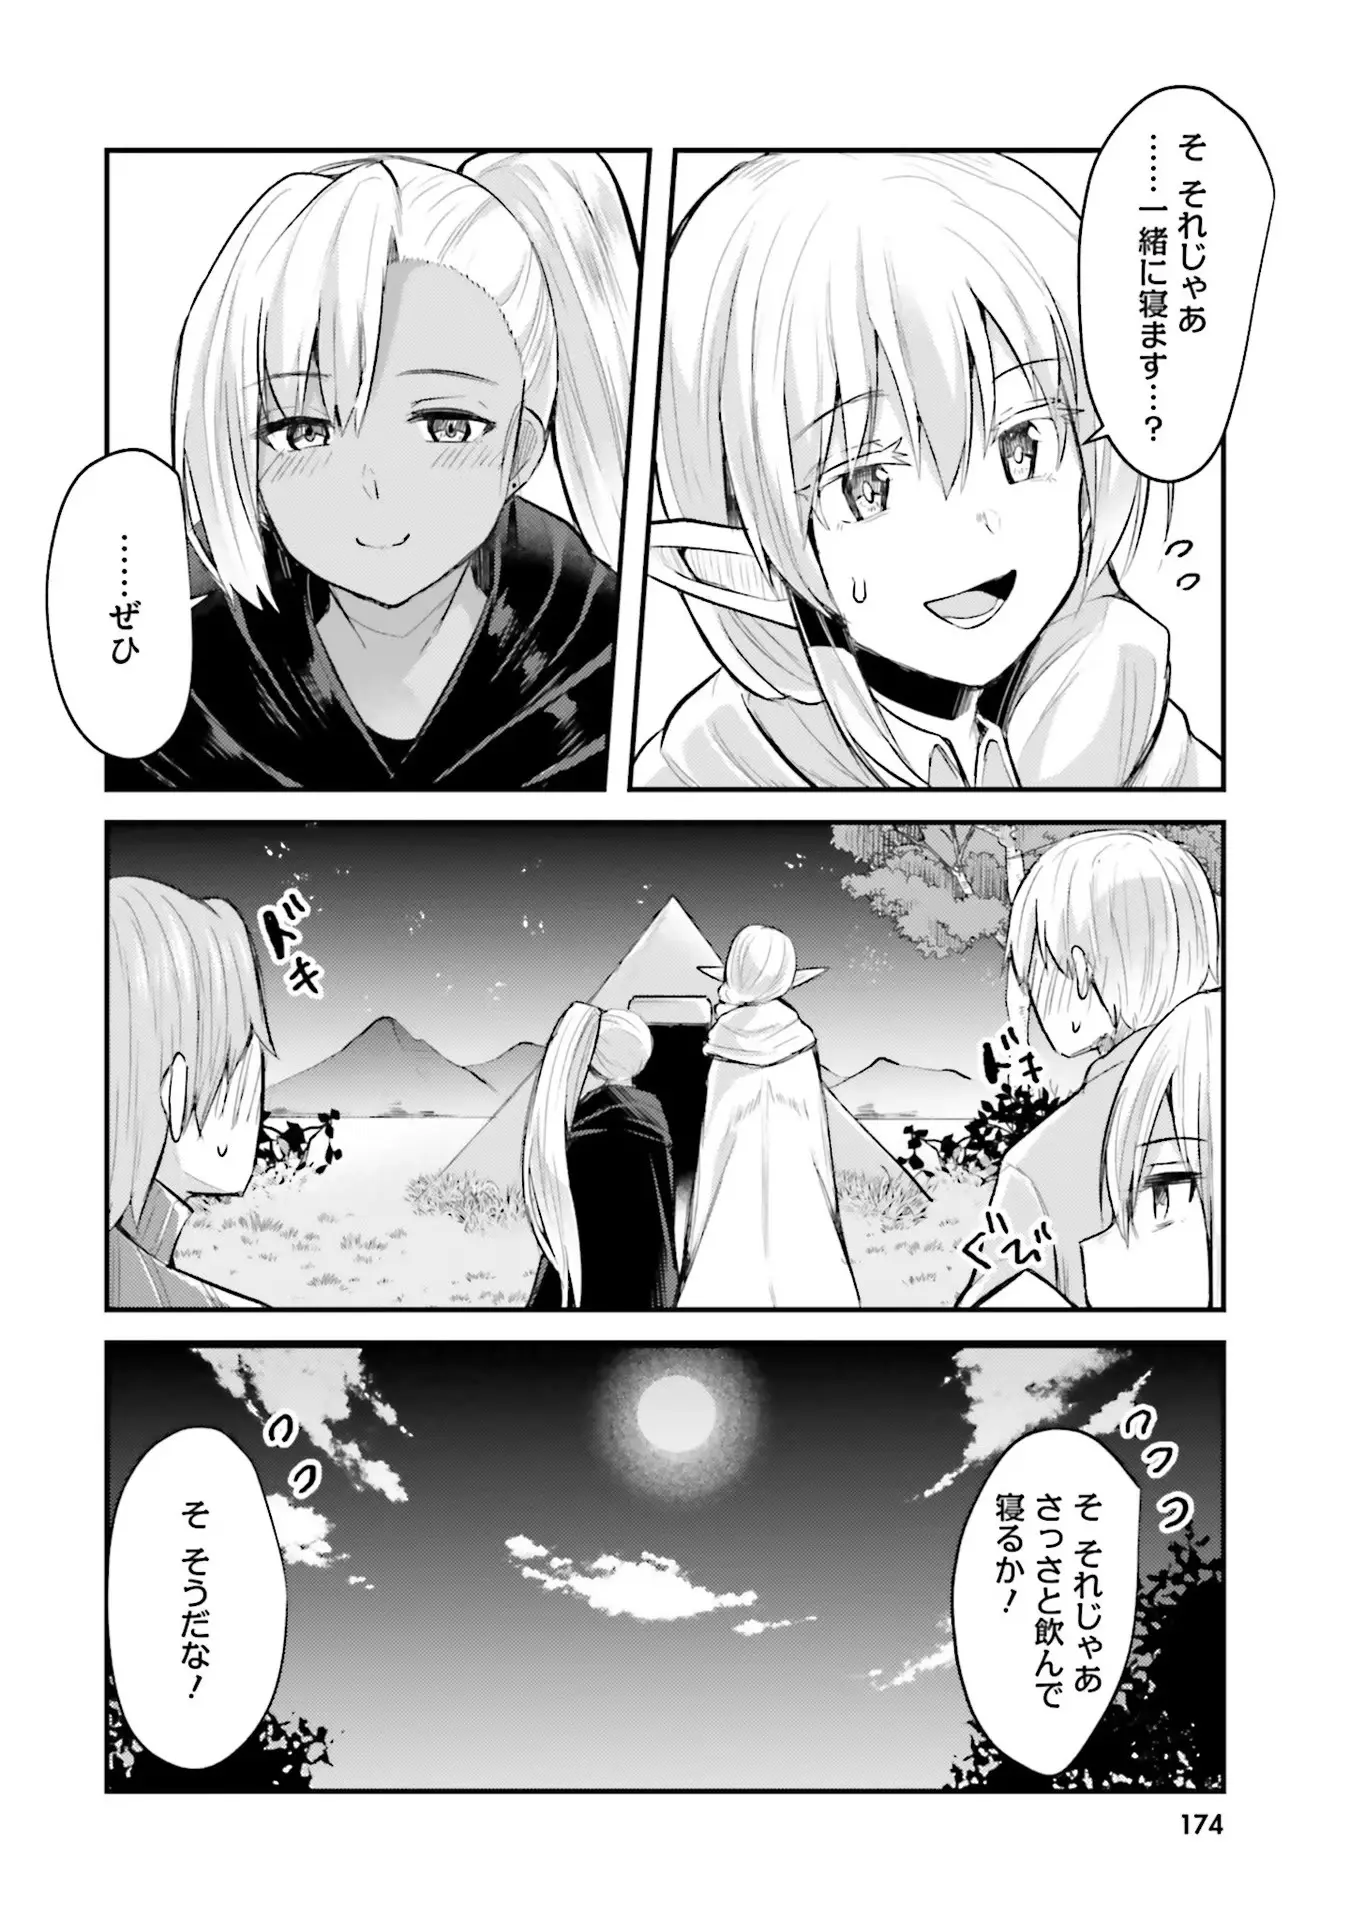 そ それじゃあ
……一緒に寝ます…？
……ぜひ
ドキ
ドキ
ぐび
そ それじゃあ
さっさと飲んで
寝るか！
そ そうだな！
174